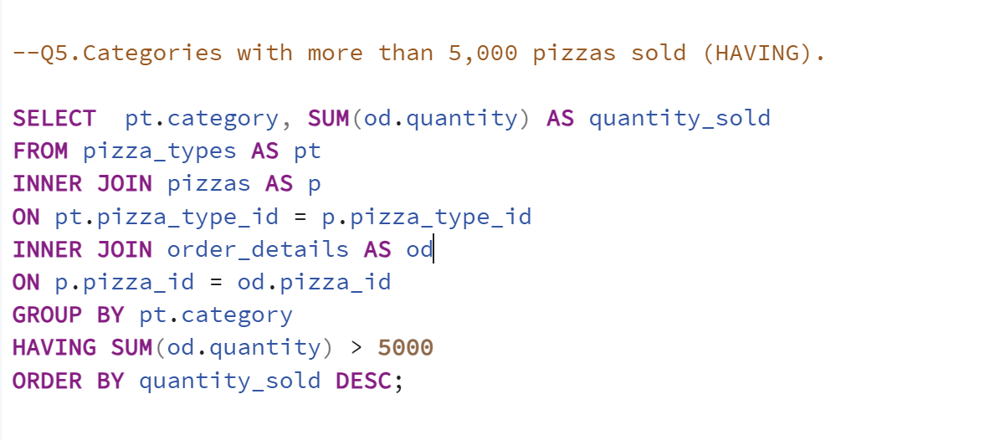 --Q5.Categories with more than 5,000 pizzas sold (HAVING).
SELECT  pt.category, SUM(od.quantity) AS quantity_sold
FROM pizza_types AS pt
INNER JOIN pizzas AS p
ON pt.pizza_type_id = p.pizza_type_id
INNER JOIN order_details AS od
ON p.pizza_id = od.pizza_id
GROUP BY pt.category
HAVING SUM(od.quantity) > 5000
ORDER BY quantity_sold DESC;